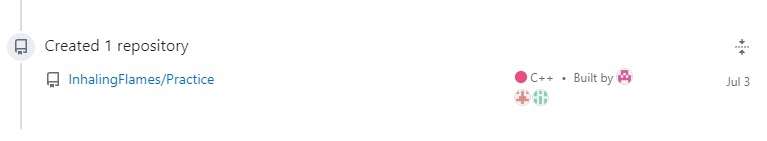 Created 1 repository
InhalingFlames/Practice
C++ • Built by
Jul 3